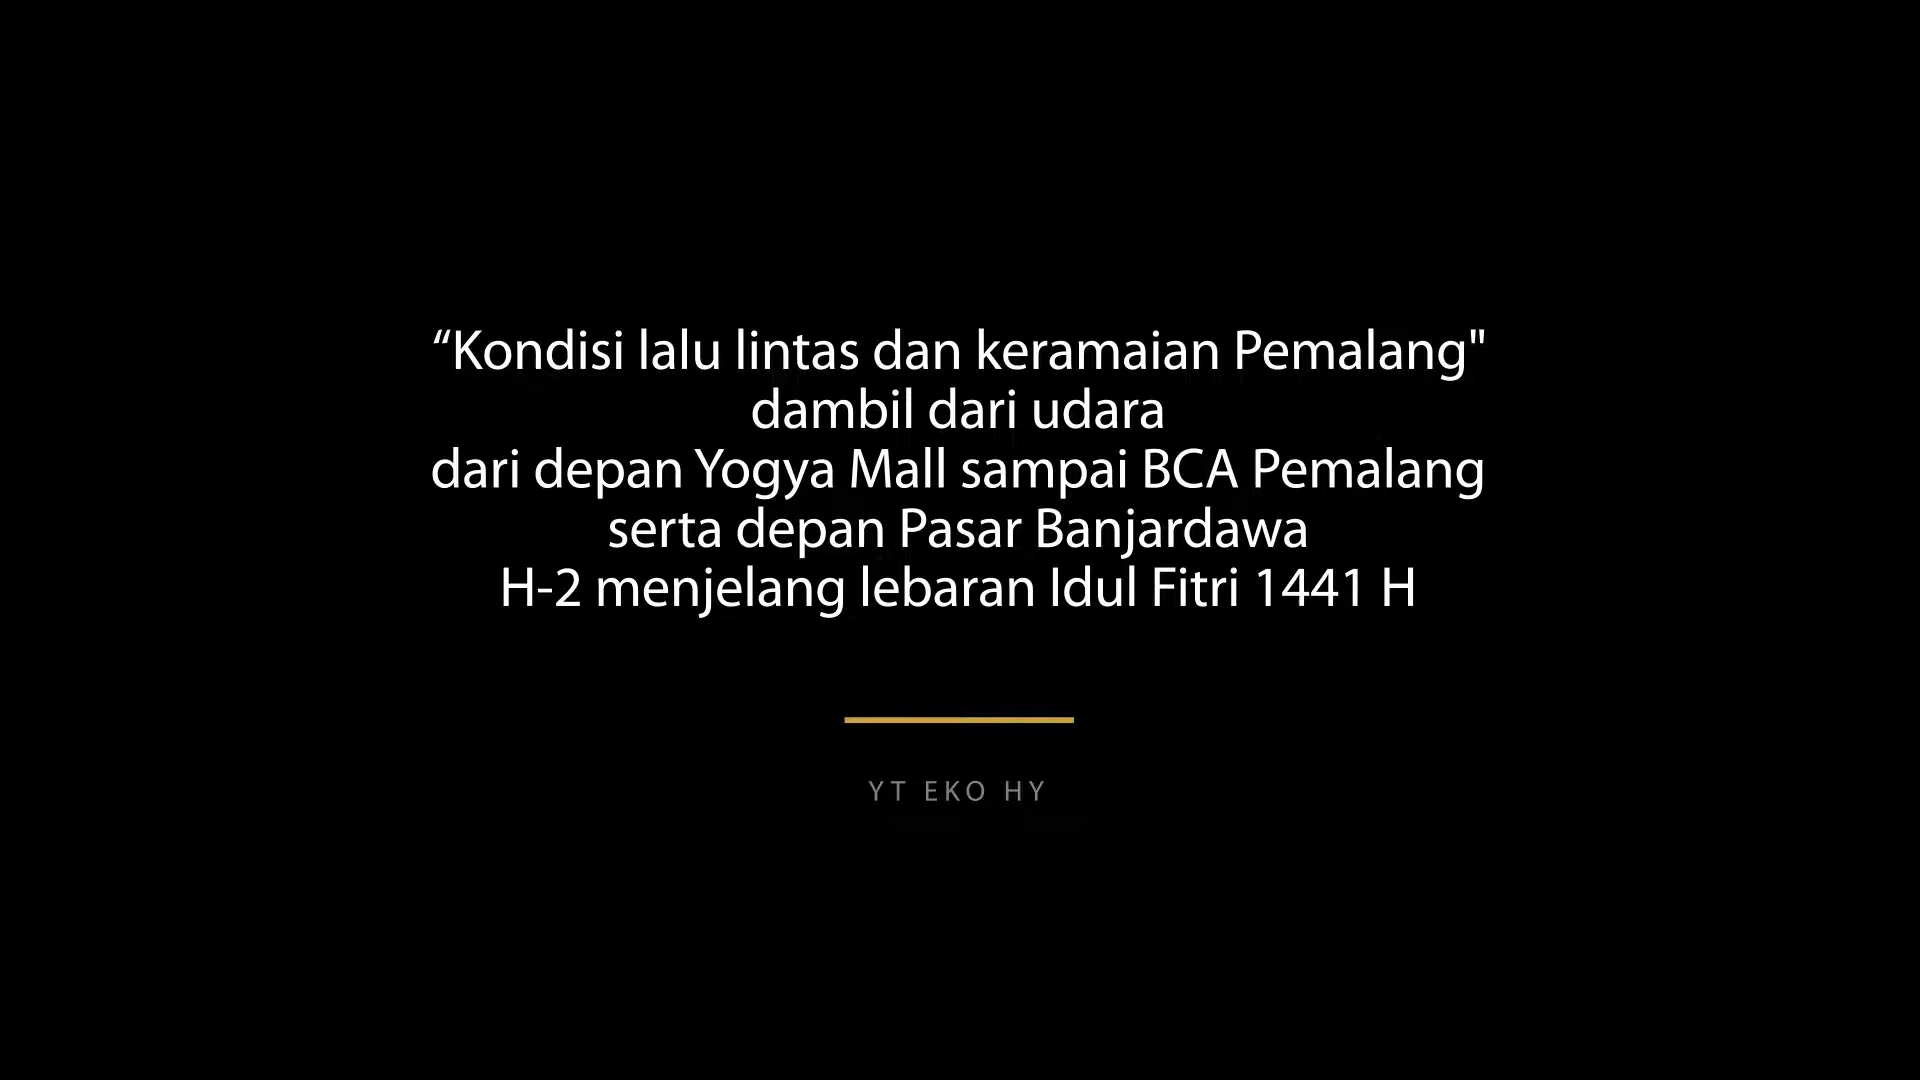 “Kondisi lalu lintas dan keramaian Pemalang"
dambil dari udara
dari depan Yogya Mall sampai BCA Pemalang
serta depan Pasar Banjardawa
H-2 menjelang lebaran Idul Fitri 1441 H
YT EKO HY